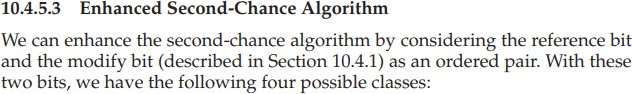 10.4.5.3 Enhanced Second-Chance Algorithm
We can enhance the second-chance algorithm by considering the reference bit
and the modify bit (described in Section 10.4.1) as an ordered pair. With these
two bits, we have the following four possible classes: